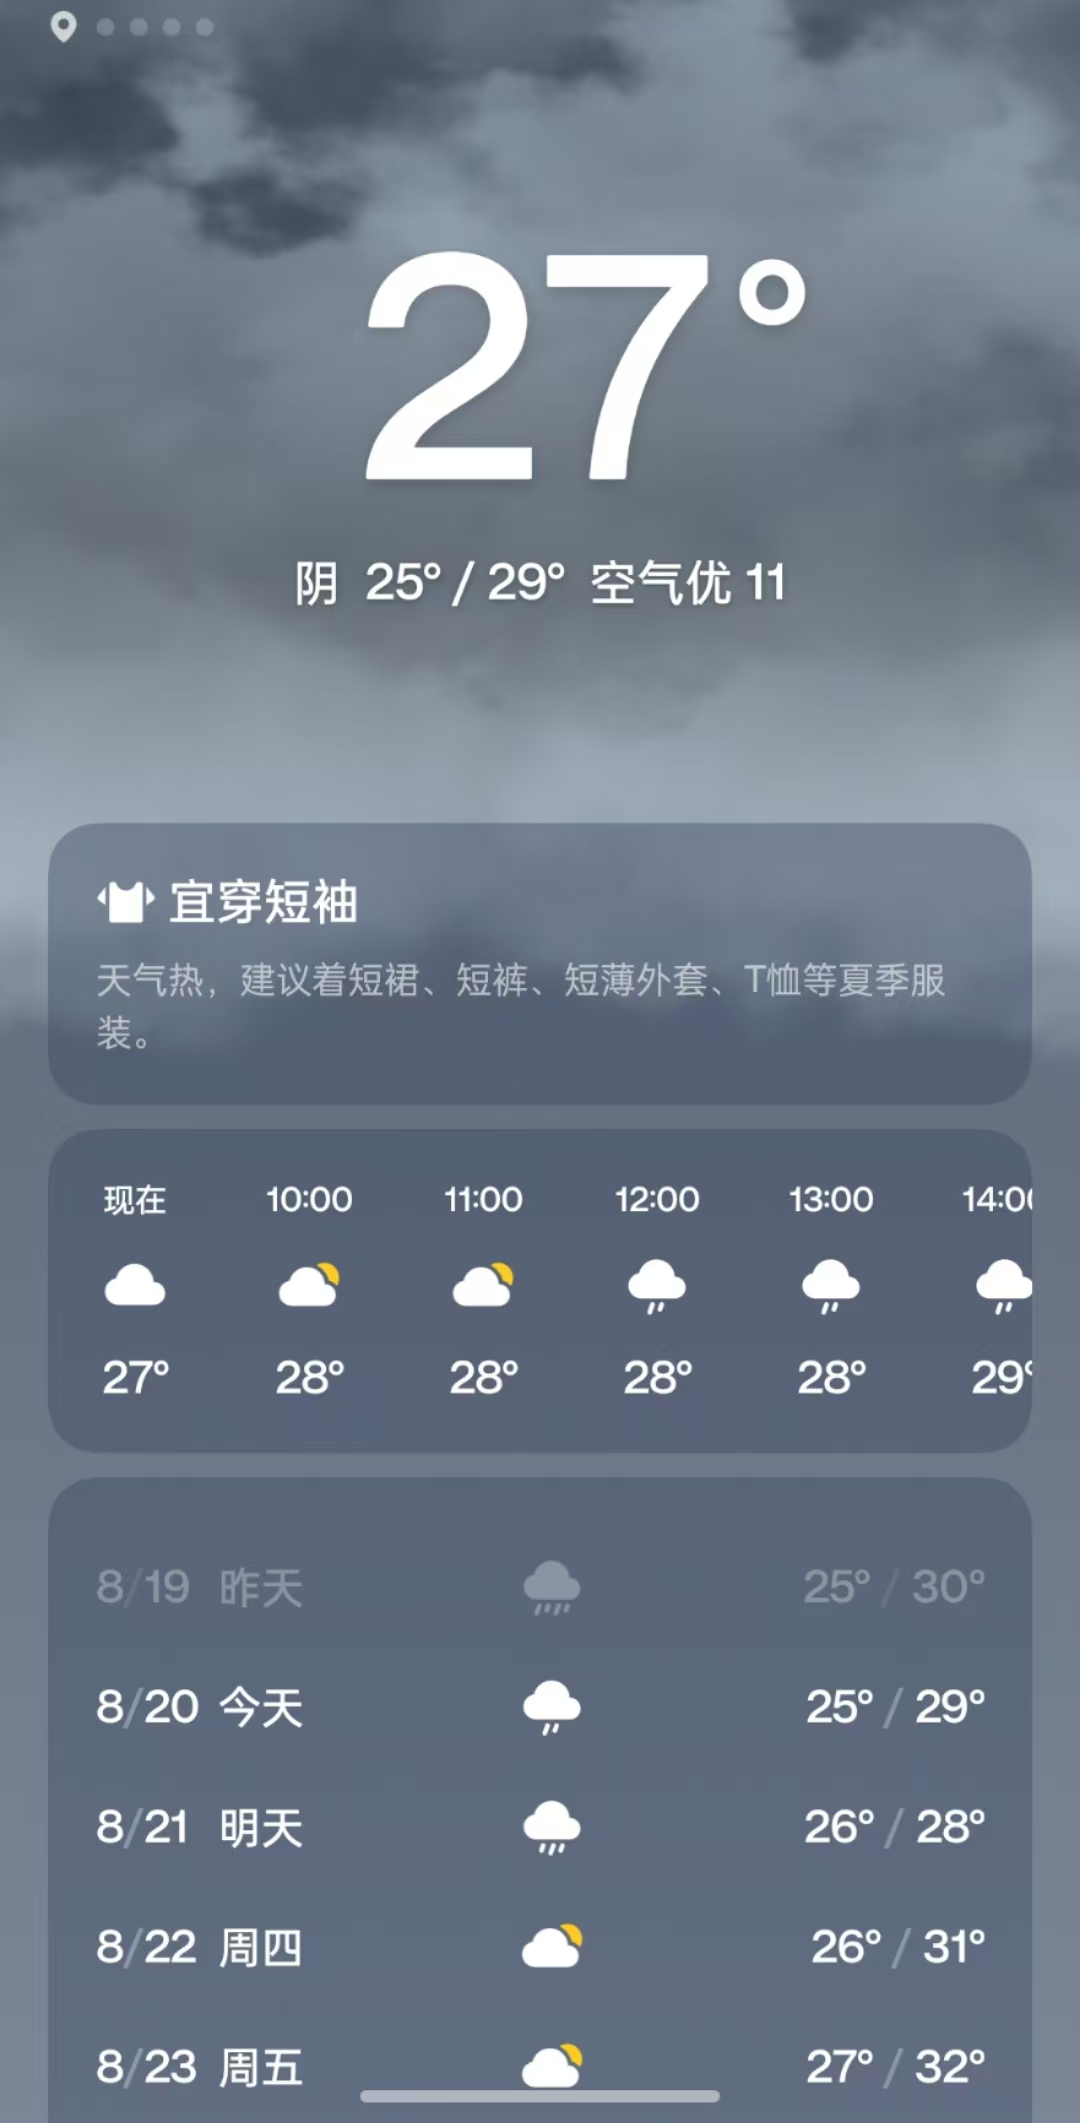 27°
阴 25° / 29° 空气优 11
宜穿短袖
天气热，建议着短裙、短裤、短薄外套、T恤等夏季服
装。
现在 10:00 11:00 12:00 13:00 14:00
27° 28° 28° 28° 28° 29°
8/19 昨天 25° / 30°
8/20 今天 25° / 29°
8/21 明天 26° / 28°
8/22 周四 26° / 31°
8/23 周五 27° / 32°